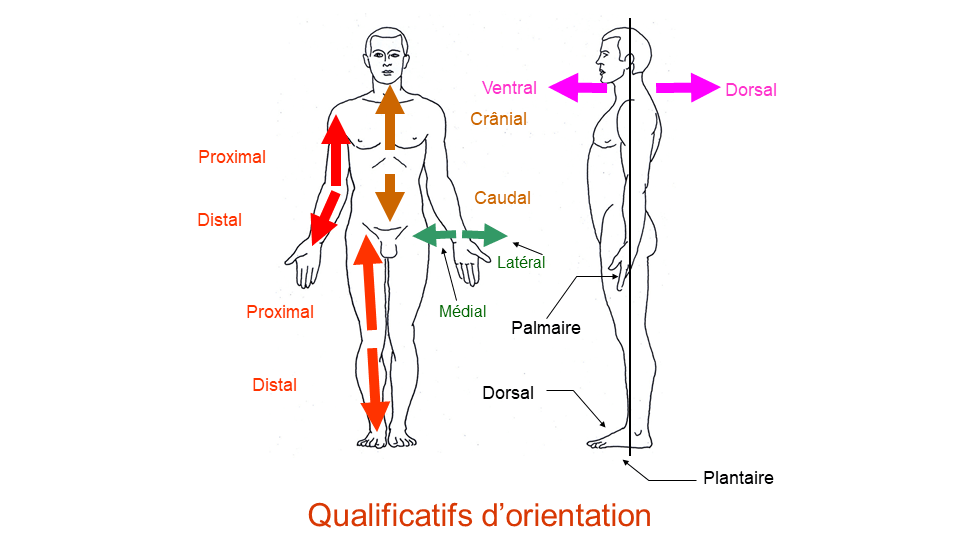 Ventral
Dorsal
Crânial
Proximal
Caudal
Distal
Latéral
Proximal
Médial
Palmaire
Distal
Dorsal
Plantaire
Qualificatifs d’orientation